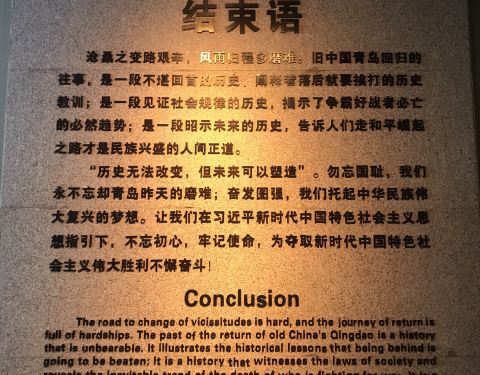 结束语
沧桑之变路艰辛，风雨归程多磨难。旧中国青岛回归的
往事，是一段不堪回首的历史，阐释着落后就要挨打的历史
教训；是一段见证社会规律的历史，揭示了争霸好战者必亡
的必然趋势；是一段昭示未来的历史，告诉人们走和平崛起
之路才是民族兴盛的人间正道。
“历史无法改变，但未来可以塑造”。勿忘国耻，我们
永不忘却青岛昨天的磨难；奋发图强，我们托起中华民族伟
大复兴的梦想。让我们在习近平新时代中国特色社会主义思
想指引下，不忘初心，牢记使命，为夺取新时代中国特色社
会主义伟大胜利不懈奋斗！
Conclusion
The road to change of vicissitudes is hard, and the journey of return is
full of hardships. The past of the return of old China's Qingdao is a history
that is unbearable. It illustrates the historical lessons that being behind is
going to be beaten; It is a history that witnesses the laws of society and
reveals the inevitable trend of the death of who is fighting for